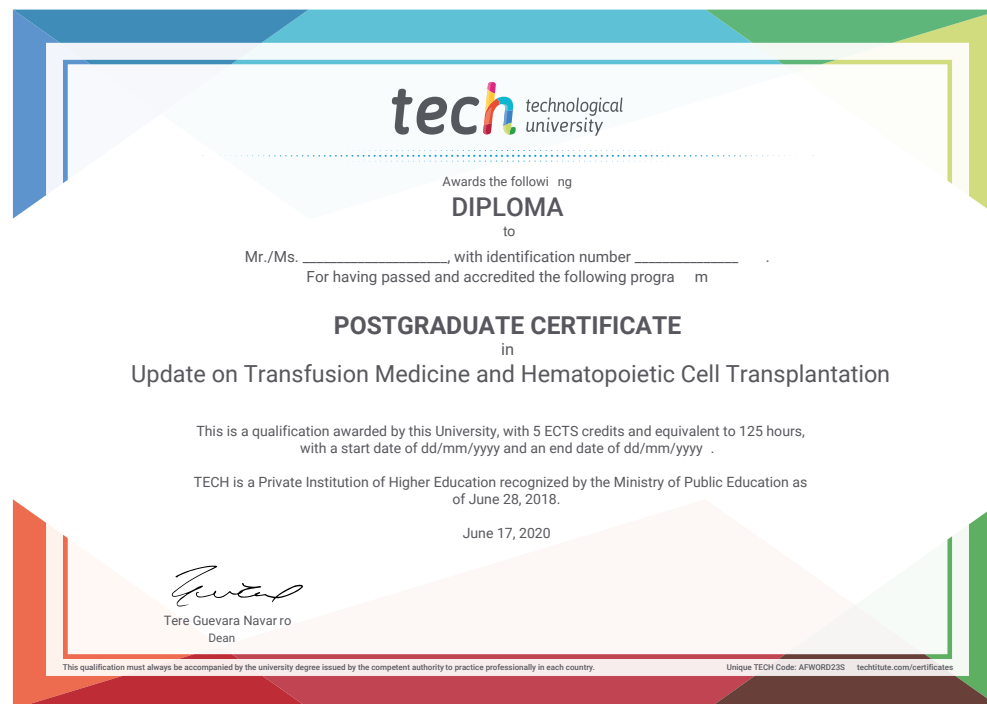 tech technological
university
Awards the followi ng
DIPLOMA
to
Mr./Ms. ____________________, with identification number ______________ .
For having passed and accredited the following progra m
POSTGRADUATE CERTIFICATE
in
Update on Transfusion Medicine and Hematopoietic Cell Transplantation
This is a qualification awarded by this University, with 5 ECTS credits and equivalent to 125 hours,
with a start date of dd/mm/yyyy and an end date of dd/mm/yyyy .
TECH is a Private Institution of Higher Education recognized by the Ministry of Public Education as
of June 28, 2018.
June 17, 2020
Tere Guevara Navar ro
Dean
This qualification must always be accompanied by the university degree issued by the competent authority to practice professionally in each country.
Unique TECH Code: AFWORD23S techtitute.com/certificates